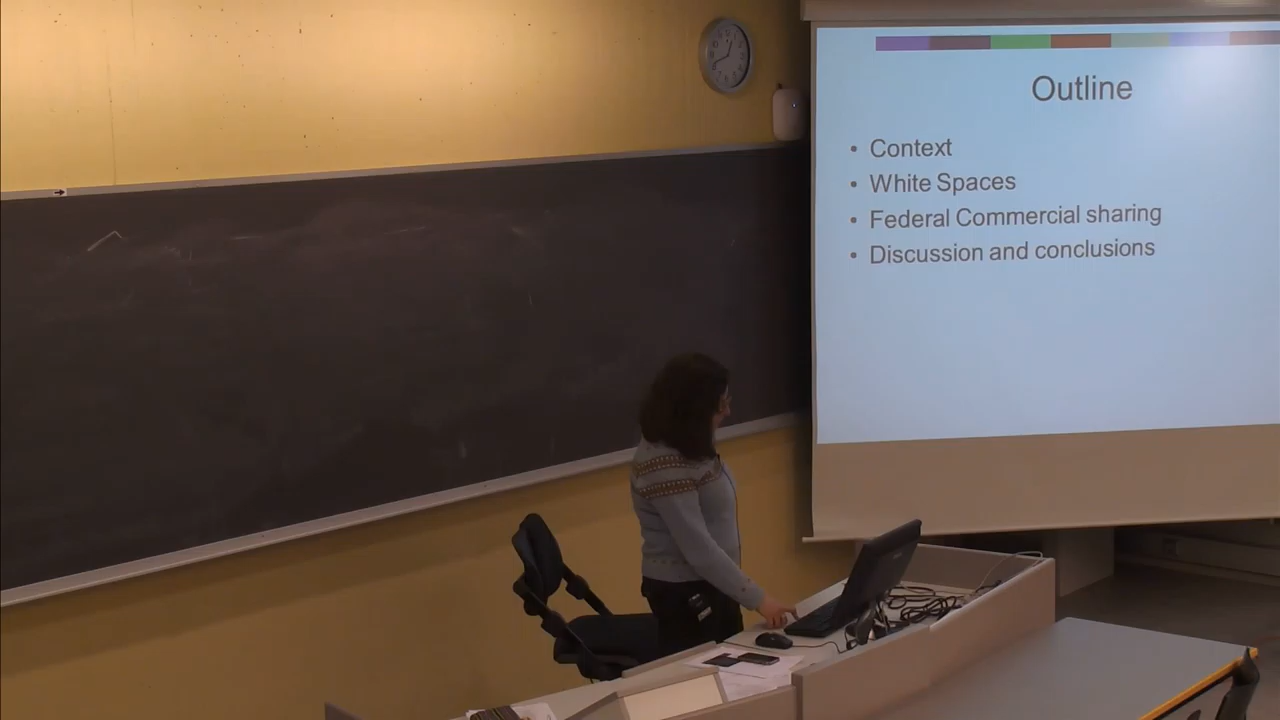 Outline
• Context
• White Spaces
• Federal Commercial sharing
• Discussion and conclusions